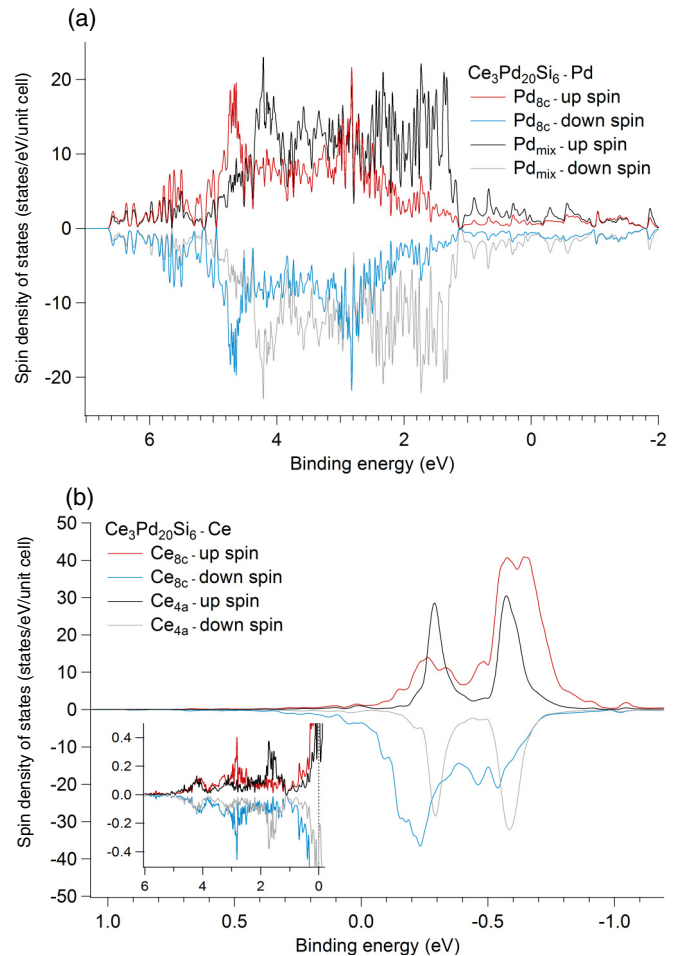 (a)
Spin density of states (states/eV/unit cell)
20
10
0
-10
-20
Ce₃Pd₂₀Si₆ - Pd
Pd₈c - up spin
Pd₈c - down spin
Pdmix - up spin
Pdmix - down spin
6 4 2 0 -2
Binding energy (eV)
(b)
Spin density of states (states/eV/unit cell)
50
40
30
20
10
0
-10
-20
-30
-40
-50
Ce₃Pd₂₀Si₆ - Ce
Ce₈c - up spin
Ce₈c - down spin
Ce₄a - up spin
Ce₄a - down spin
0.4
0.2
0.0
-0.2
-0.4
6 4 2 0
1.0 0.5 0.0 -0.5 -1.0
Binding energy (eV)